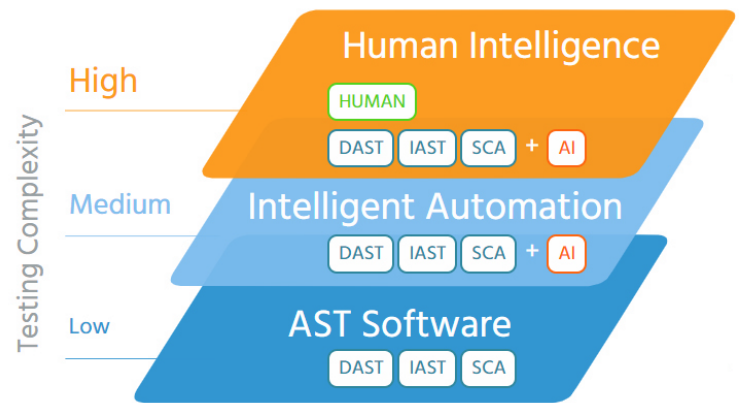 Testing Complexity
High
Human Intelligence
HUMAN
DAST IAST SCA + AI
Medium
Intelligent Automation
DAST IAST SCA + AI
Low
AST Software
DAST IAST SCA